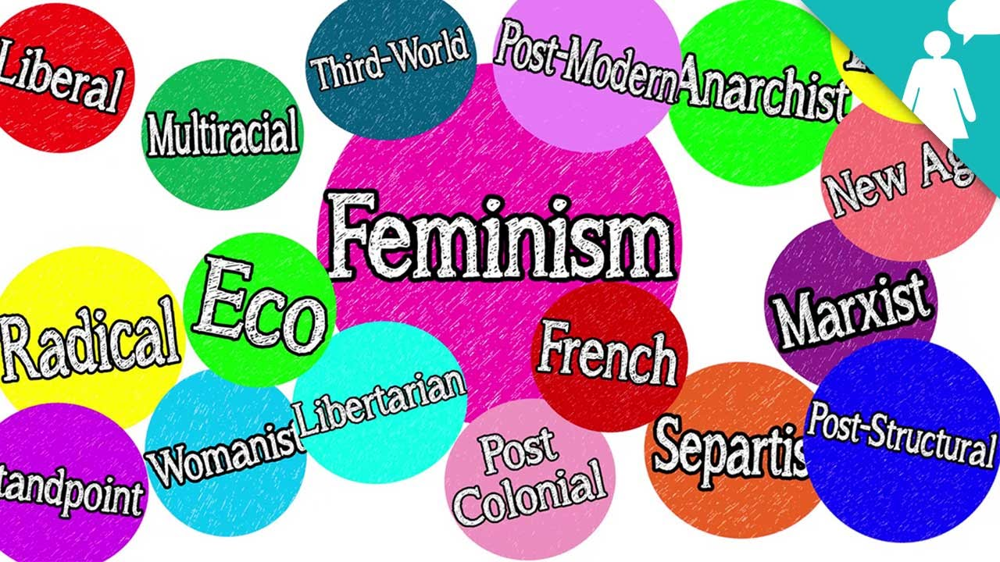 Liberal
Third-World
Post-Modern
Anarchist
Multiracial
New Ag
Feminism
Eco
Radical
French
Marxist
Libertarian
Womanist
Post
Colonial
Separtis
Post-Structural
tandpoint